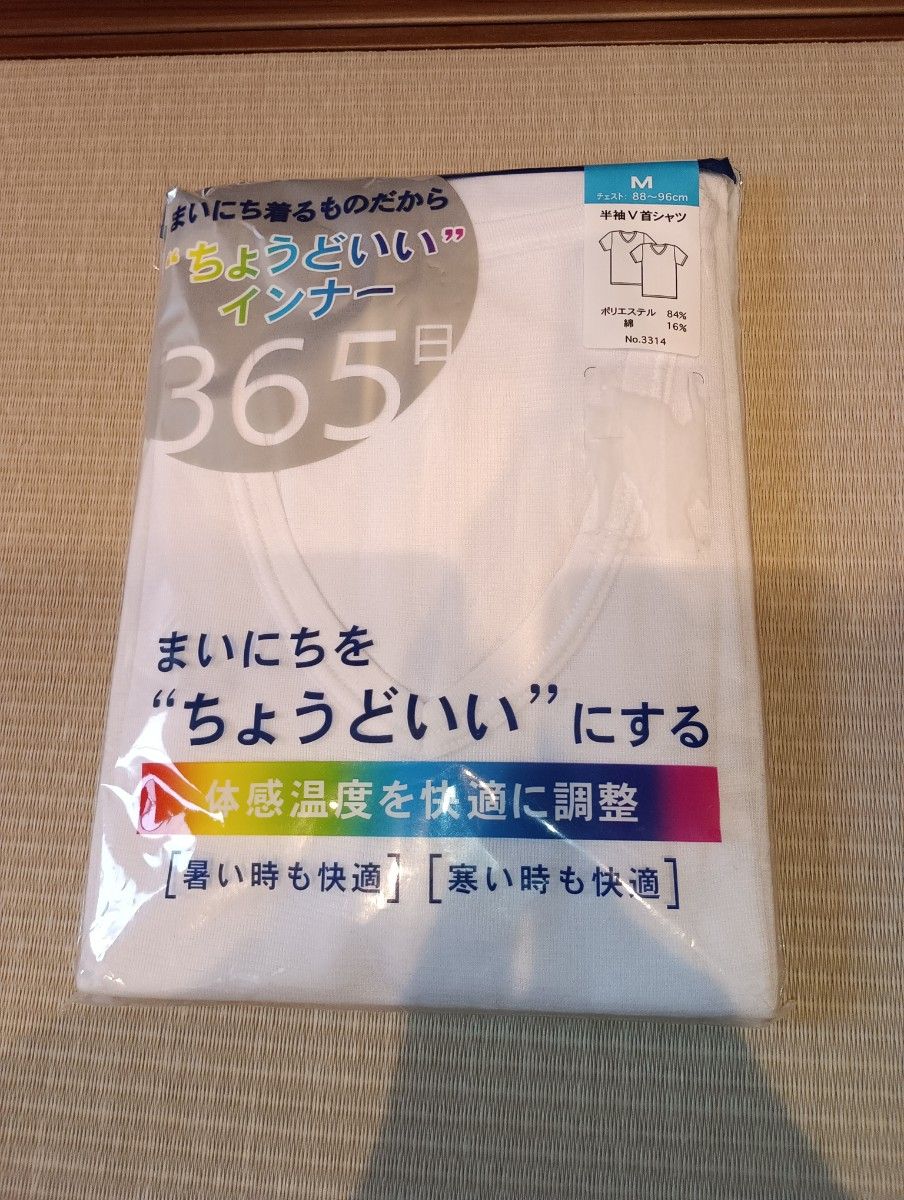 まいにち着るものだから
“ちょうどいい”
インナー
365日
M
チェスト: 88～96cm
半袖V首シャツ
ポリエステル 84%
綿 16%
No.3314
まいにちを
“ちょうどいい”にする
体感温度を快適に調整
[暑い時も快適] [寒い時も快適]